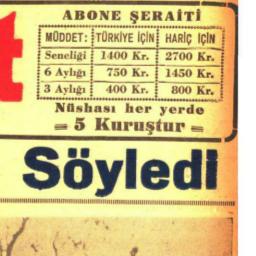 ABONE ŞERAİTİ
MÜDDET: TÜRKİYE İÇİN HARİÇ İÇİN
Seneliği 1400 Kr. 2700 Kr.
6 Aylığı 750 Kr. 1450 Kr.
3 Aylığı 400 Kr. 800 Kr.
Nüshası her yerde
= 5 Kuruştur =
Söyledi